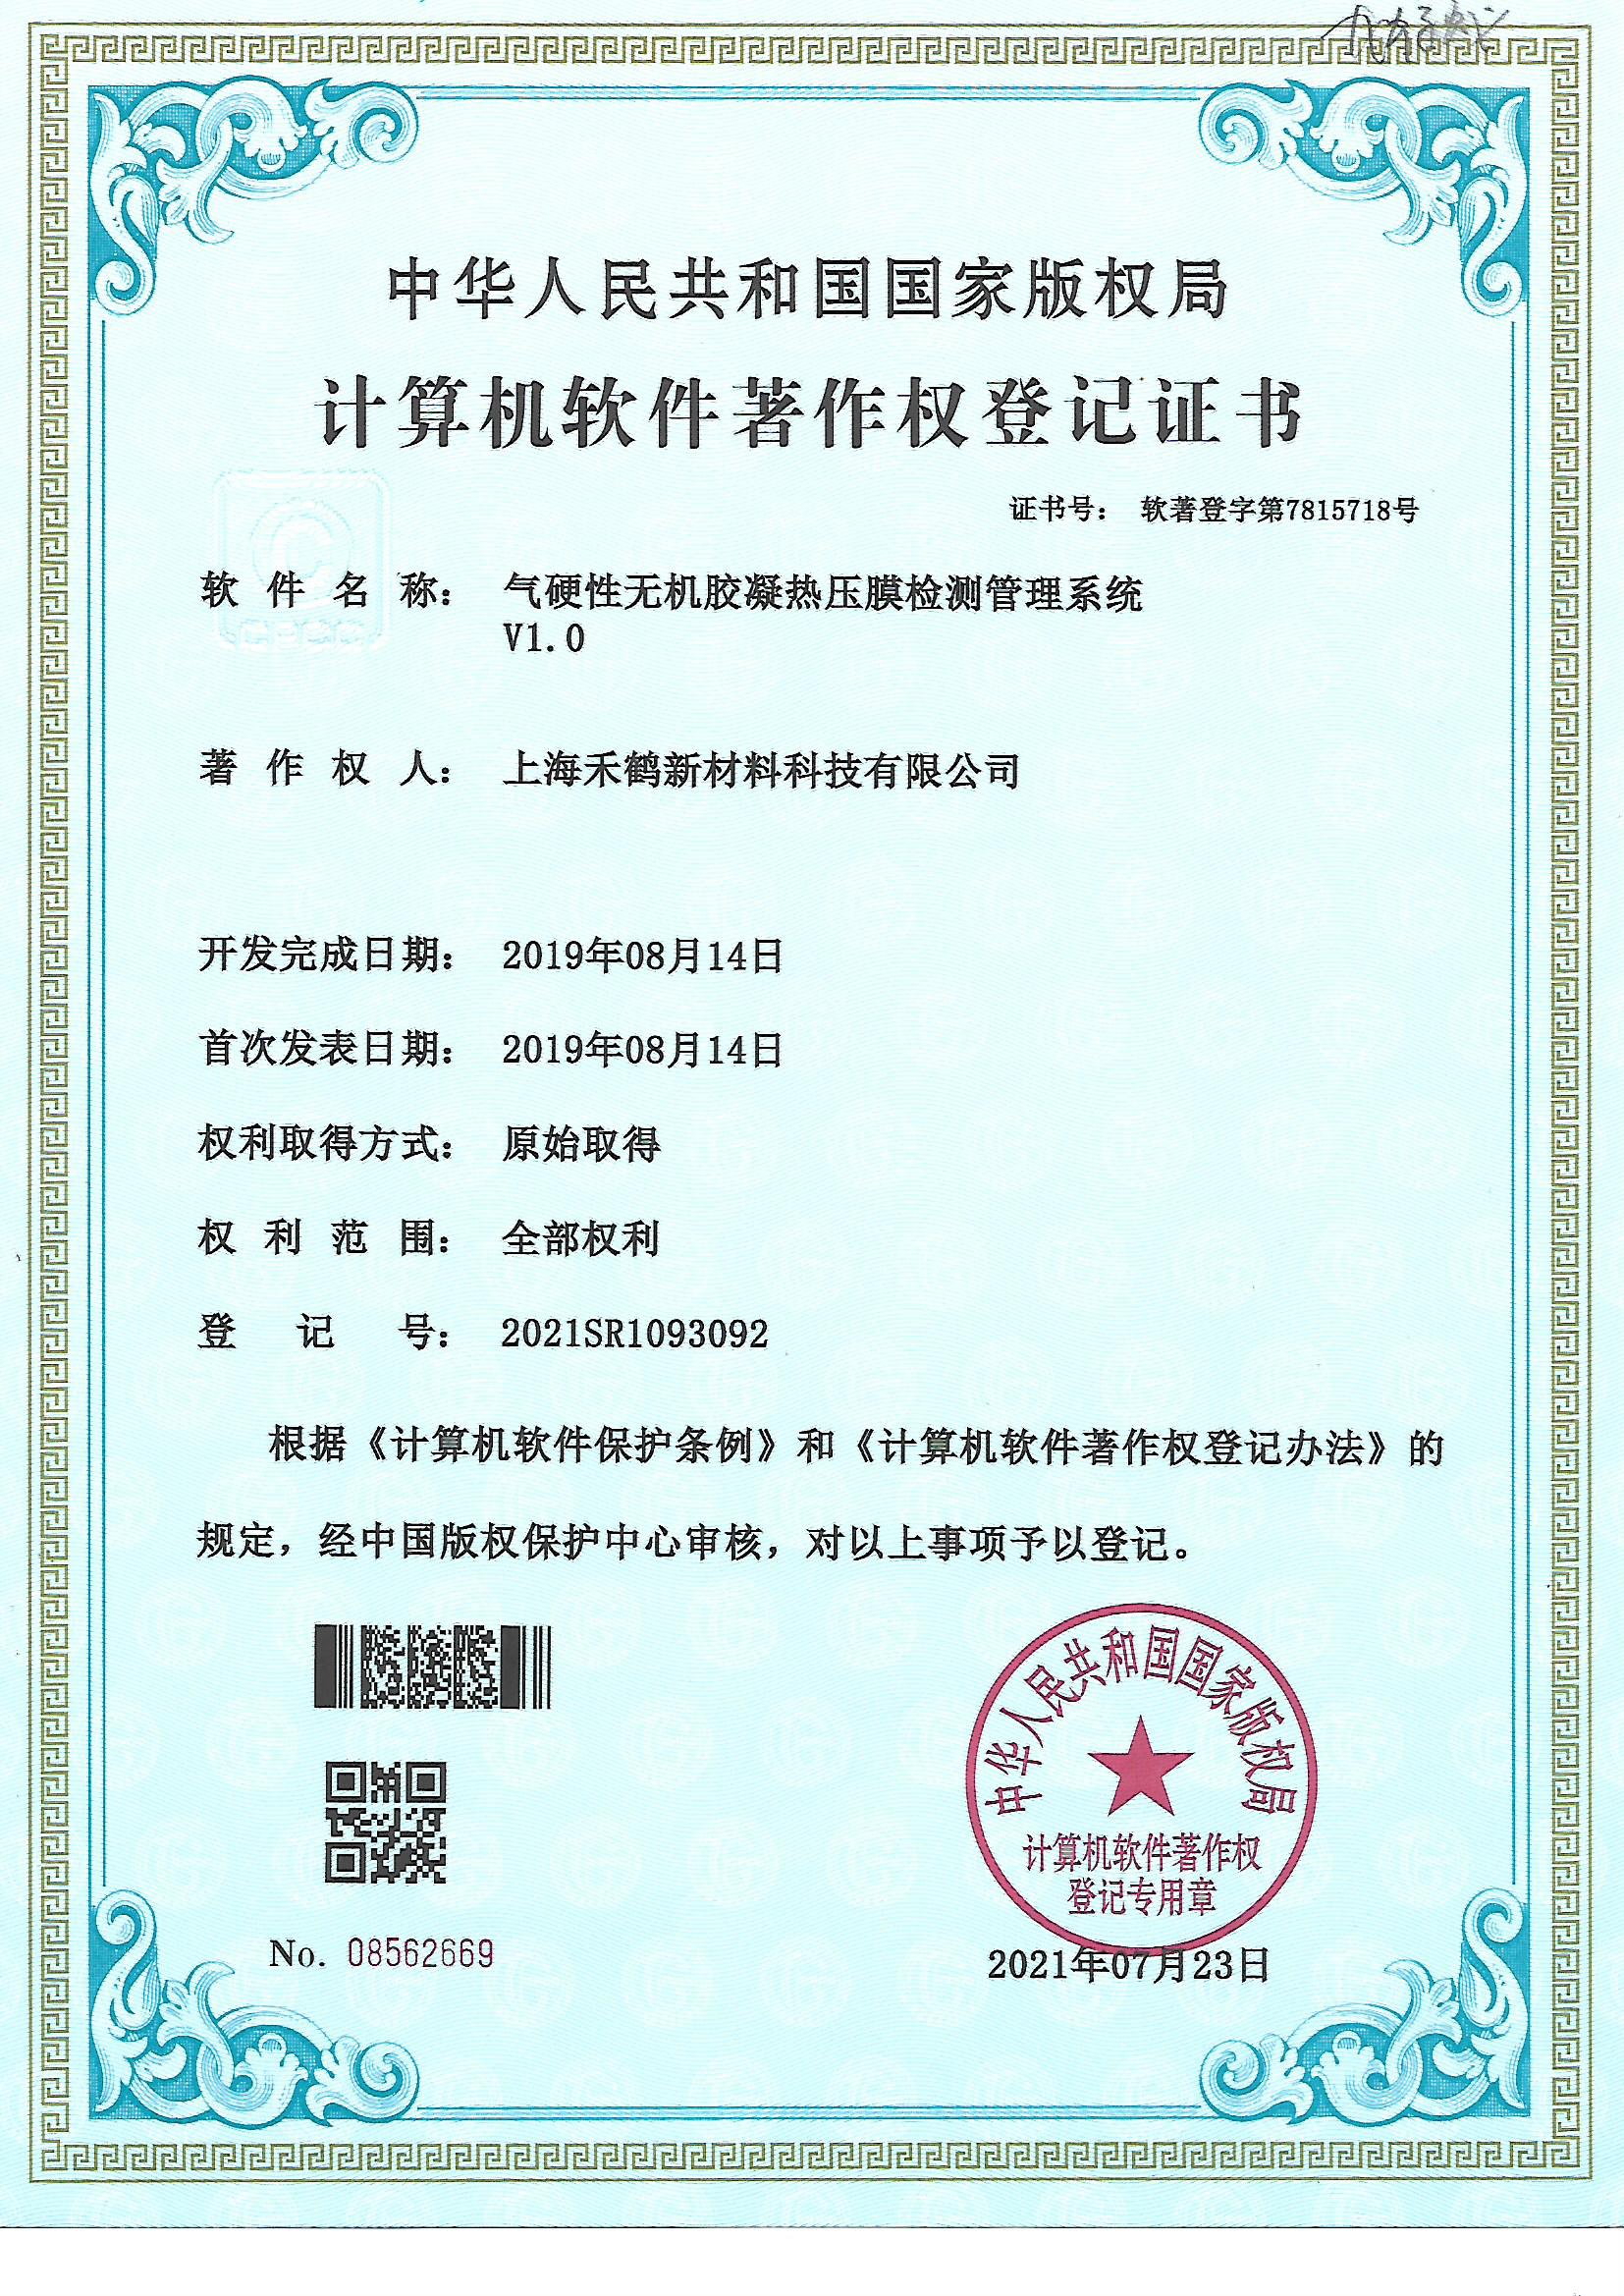 中华人民共和国国家版权局
计算机软件著作权登记证书
证书号： 软著登字第7815718号
软件名称： 气硬性无机胶凝热压膜检测管理系统
V1.0
著作权人： 上海禾鹤新材料科技有限公司
开发完成日期： 2019年08月14日
首次发表日期： 2019年08月14日
权利取得方式： 原始取得
权利范围： 全部权利
登记号： 2021SR1093092
根据《计算机软件保护条例》和《计算机软件著作权登记办法》的
规定，经中国版权保护中心审核，对以上事项予以登记。
中华人民共和国国家版权局
计算机软件著作权
登记专用章
No. 08562669
2021年07月23日